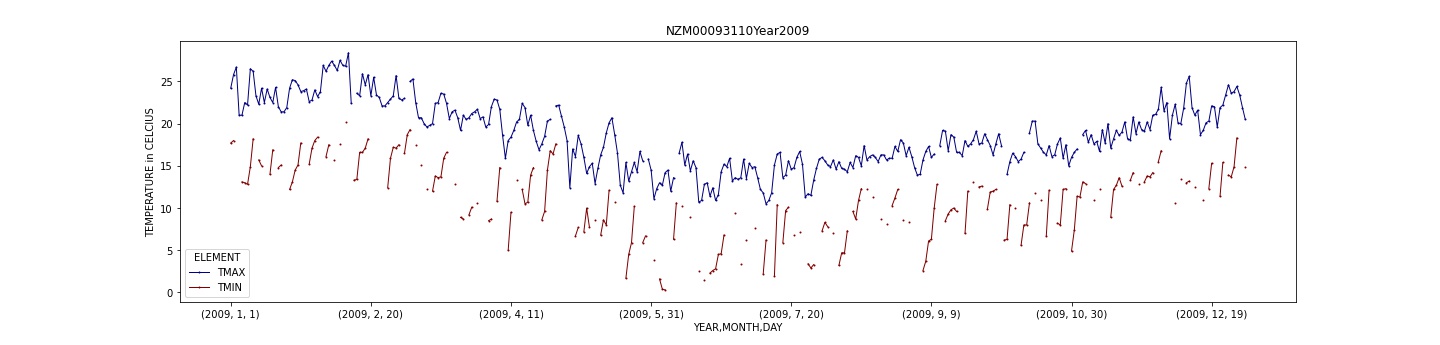 NZM00093110Year2009
TEMPERATURE in CELCIUS
25
20
15
10
5
0
ELEMENT
TMAX
TMIN
(2009, 1, 1) (2009, 2, 20) (2009, 4, 11) (2009, 5, 31) (2009, 7, 20) (2009, 9, 9) (2009, 10, 30) (2009, 12, 19)
YEAR,MONTH,DAY